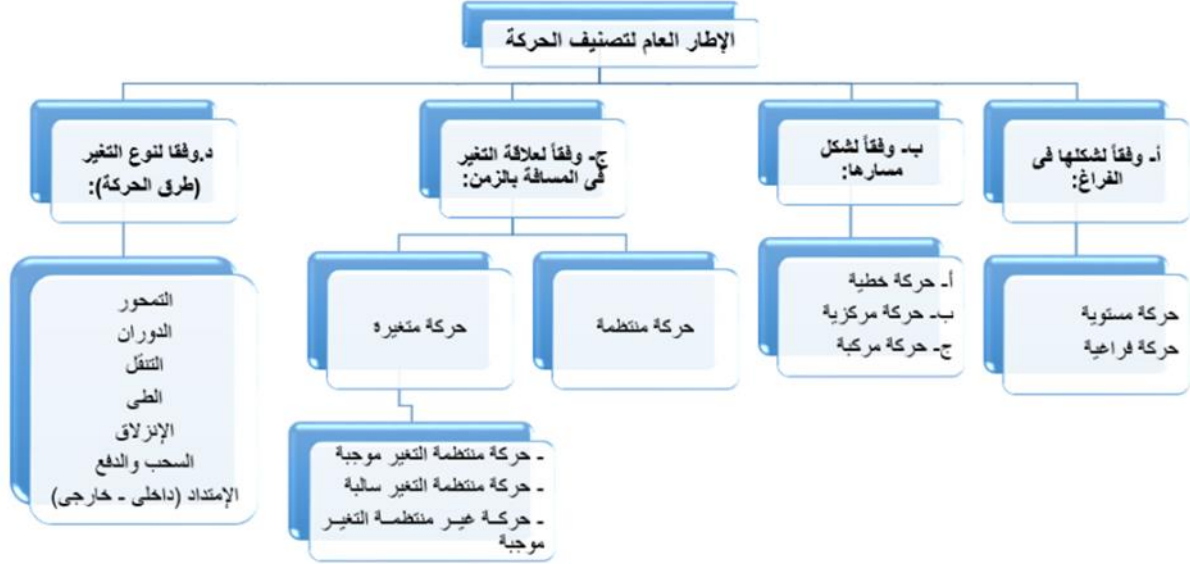 الإطار العام لتصنيف الحركة
أ- وفقاً لشكلها فى
الفراغ:
حركة مستوية
حركة فراغية
ب- وفقاً لشكل
مسارها:
أ- حركة خطية
ب- حركة مركزية
ج- حركة مركبة
ج- وفقاً لعلاقة التغير
فى المسافة بالزمن:
حركة منتظمة
حركة متغيرة
- حركة منتظمة التغير موجبة
- حركة منتظمة التغير سالبة
- حركة غير منتظمة التغير
موجبة
د.وفقا لنوع التغير
(طرق الحركة):
التمحور
الدوران
التنقل
الطى
الإنزلاق
السحب والدفع
الإمتداد (داخلى - خارجى)